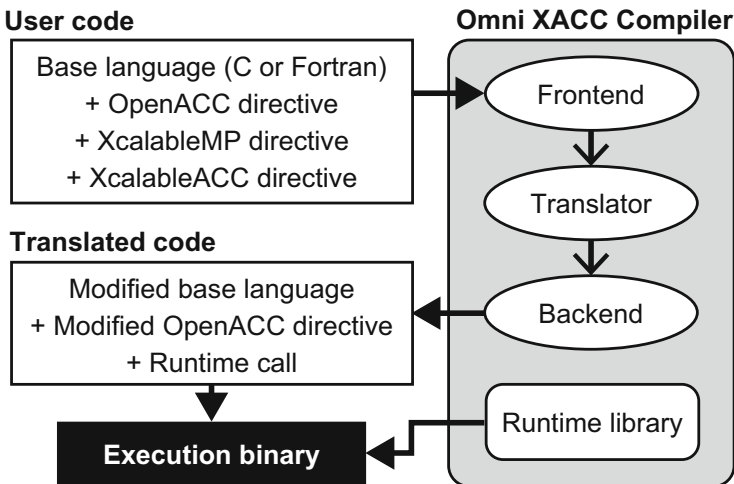 User code
Base language (C or Fortran)
+ OpenACC directive
+ XcalableMP directive
+ XcalableACC directive
Translated code
Modified base language
+ Modified OpenACC directive
+ Runtime call
Execution binary
Omni XACC Compiler
Frontend
Translator
Backend
Runtime library